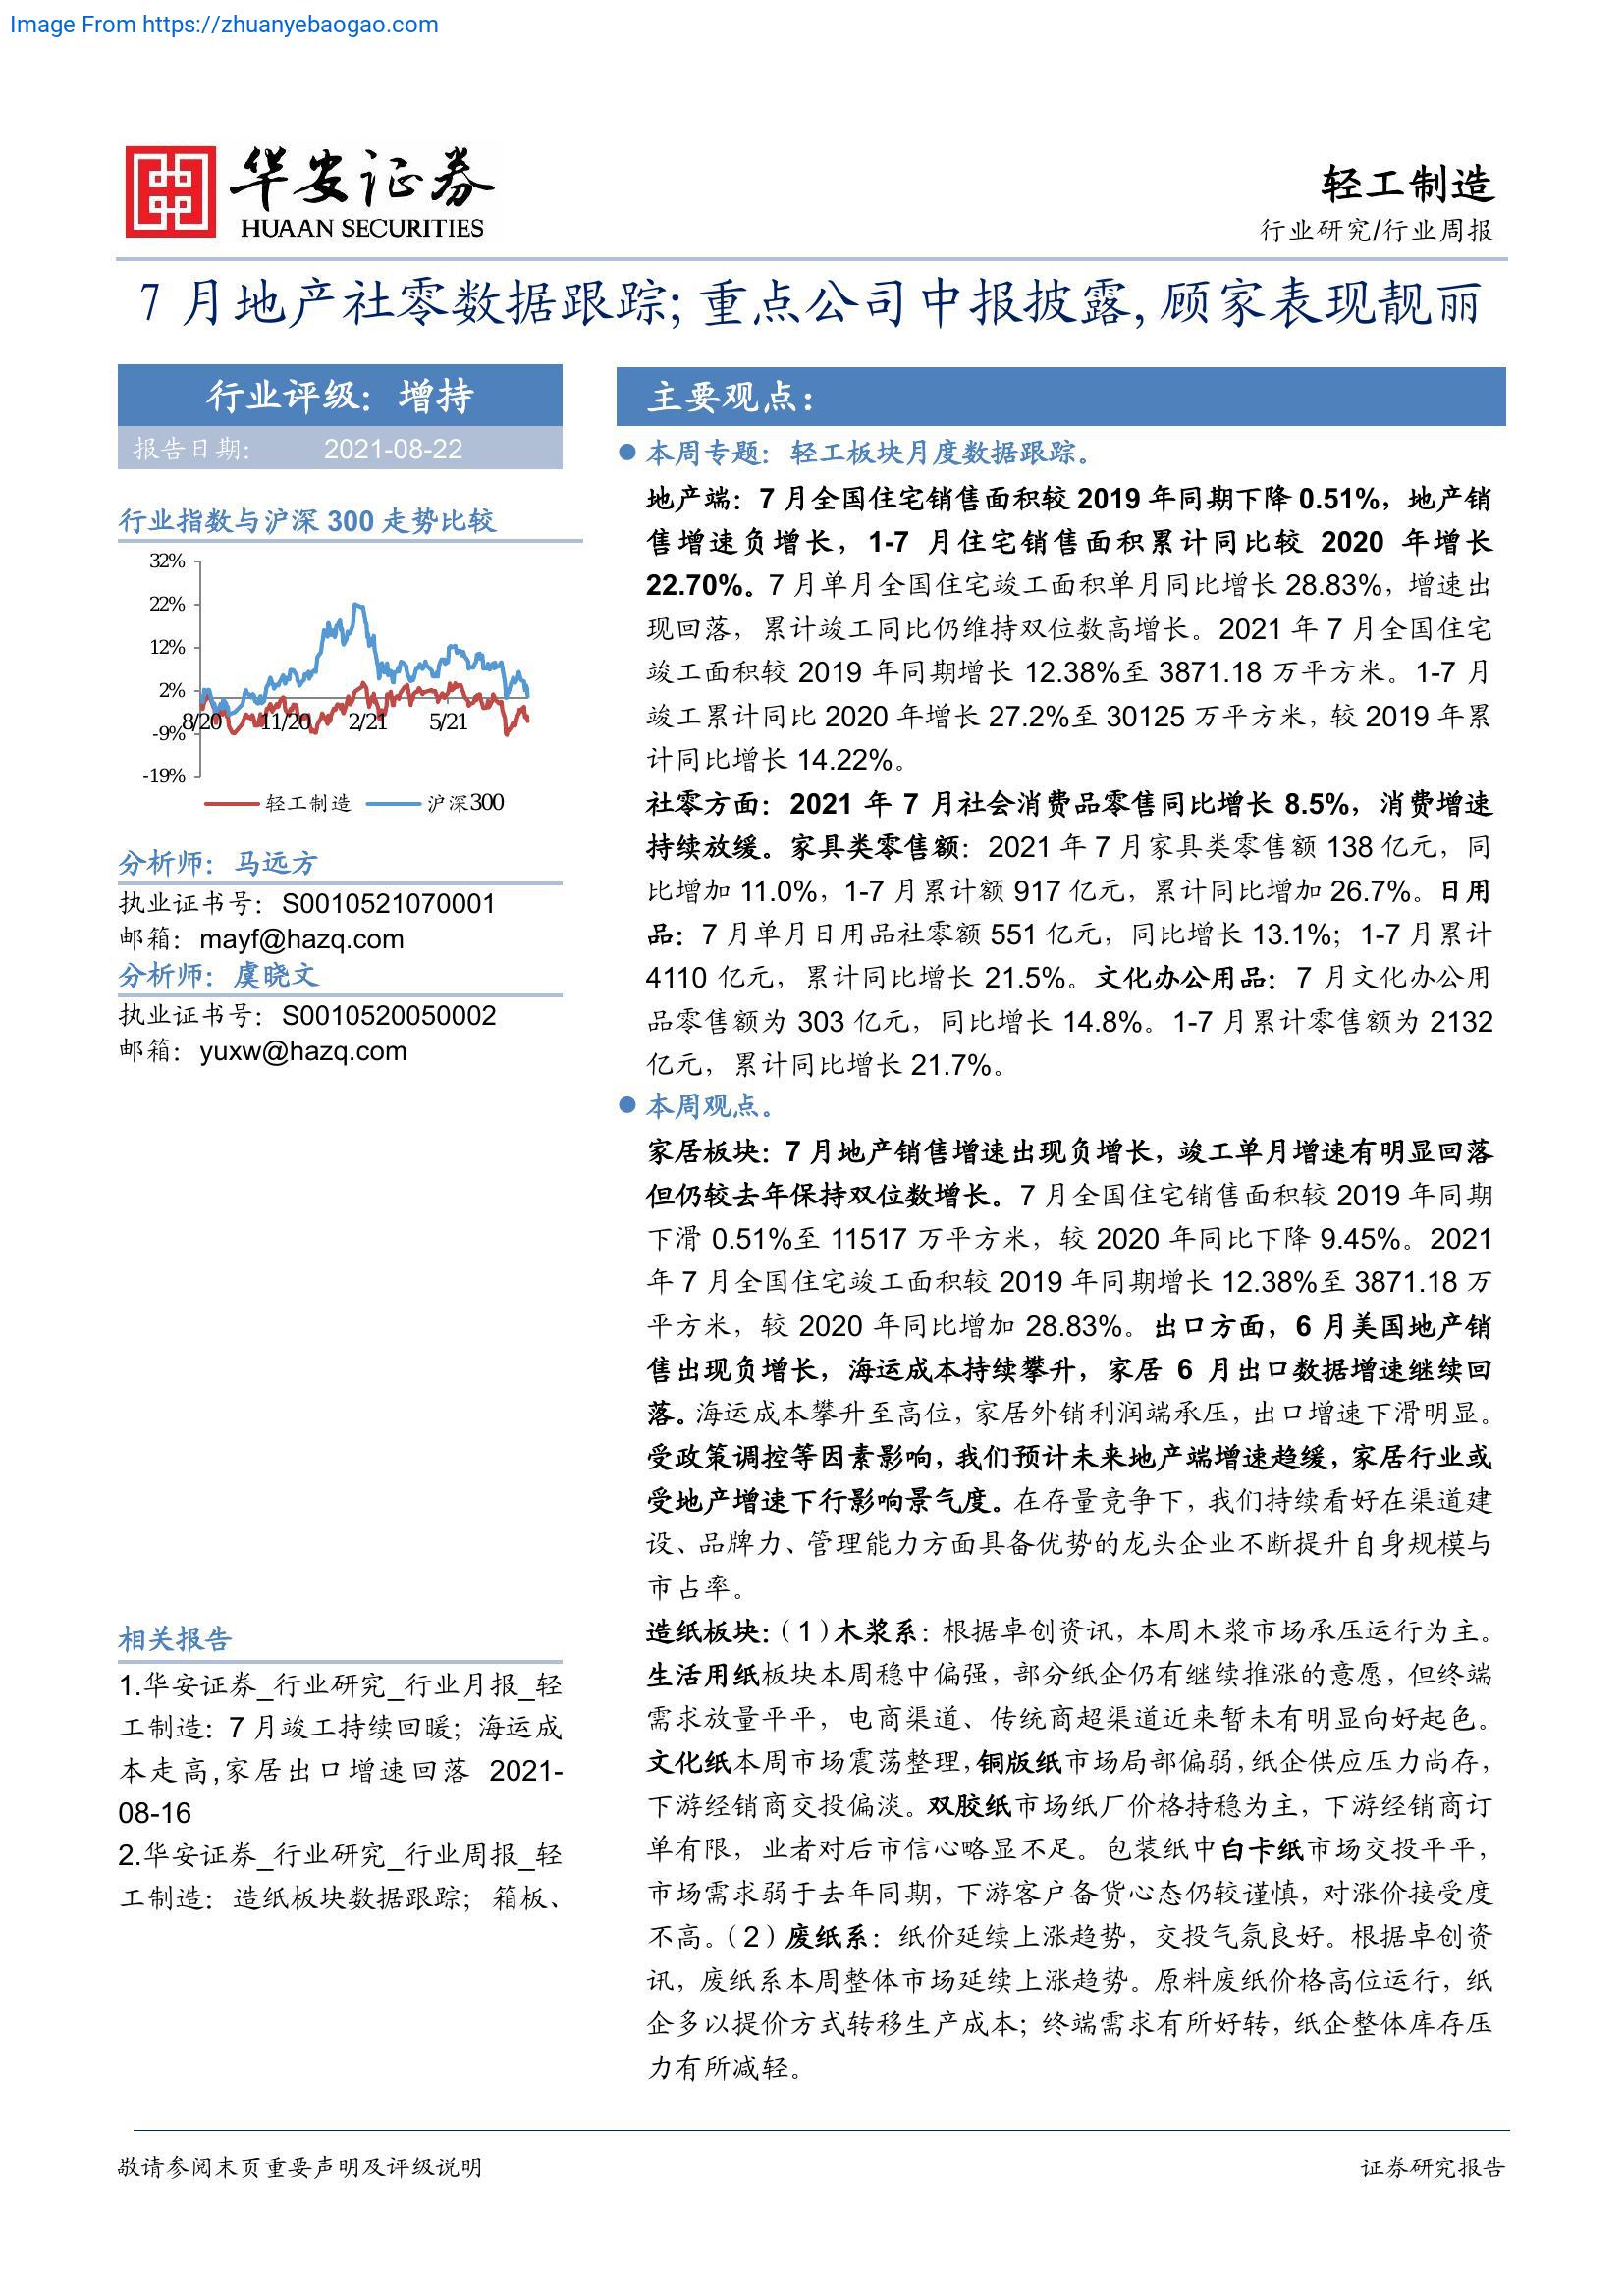 Image From https://zhuanyebaogao.com
华安证券
HUAAN SECURITIES
轻工制造
行业研究/行业周报
7 月地产社零数据跟踪；重点公司中报披露，顾家表现靓丽
行业评级：增持
报告日期： 2021-08-22
行业指数与沪深 300 走势比较
32%
22%
12%
2%
-9%
-19%
8/20 11/20 2/21 5/21
轻工制造 沪深300
分析师：马远方
执业证书号：S0010521070001
邮箱：mayf@hazq.com
分析师：虞晓文
执业证书号：S0010520050002
邮箱：yuxw@hazq.com
相关报告
1.华安证券_行业研究_行业月报_轻
工制造：7 月竣工持续回暖；海运成
本走高,家居出口增速回落 2021-
08-16
2.华安证券_行业研究_行业周报_轻
工制造：造纸板块数据跟踪；箱板、
主要观点：
● 本周专题：轻工板块月度数据跟踪。
地产端：7 月全国住宅销售面积较 2019 年同期下降 0.51%，地产销
售增速负增长，1-7 月住宅销售面积累计同比较 2020 年增长
22.70%。7 月单月全国住宅竣工面积单月同比增长 28.83%，增速出
现回落，累计竣工同比仍维持双位数高增长。2021 年 7 月全国住宅
竣工面积较 2019 年同期增长 12.38%至 3871.18 万平方米。1-7 月
竣工累计同比 2020 年增长 27.2%至 30125 万平方米，较 2019 年累
计同比增长 14.22%。
社零方面：2021 年 7 月社会消费品零售同比增长 8.5%，消费增速
持续放缓。家具类零售额：2021 年 7 月家具类零售额 138 亿元，同
比增加 11.0%，1-7 月累计额 917 亿元，累计同比增加 26.7%。日用
品：7 月单月日用品社零额 551 亿元，同比增长 13.1%；1-7 月累计
4110 亿元，累计同比增长 21.5%。文化办公用品：7 月文化办公用
品零售额为 303 亿元，同比增长 14.8%。1-7 月累计零售额为 2132
亿元，累计同比增长 21.7%。
● 本周观点。
家居板块：7 月地产销售增速出现负增长，竣工单月增速有明显回落
但仍较去年保持双位数增长。7 月全国住宅销售面积较 2019 年同期
下滑 0.51%至 11517 万平方米，较 2020 年同比下降 9.45%。2021
年 7 月全国住宅竣工面积较 2019 年同期增长 12.38%至 3871.18 万
平方米，较 2020 年同比增加 28.83%。出口方面，6 月美国地产销
售出现负增长，海运成本持续攀升，家居 6 月出口数据增速继续回
落。海运成本攀升至高位，家居外销利润端承压，出口增速下滑明显。
受政策调控等因素影响，我们预计未来地产端增速趋缓，家居行业或
受地产增速下行影响景气度。在存量竞争下，我们持续看好在渠道建
设、品牌力、管理能力方面具备优势的龙头企业不断提升自身规模与
市占率。
造纸板块：（1）木浆系：根据卓创资讯，本周木浆市场承压运行为主。
生活用纸板块本周稳中偏强，部分纸企仍有继续推涨的意愿，但终端
需求放量平平，电商渠道、传统商超渠道近来暂未有明显向好起色。
文化纸本周市场震荡整理，铜版纸市场局部偏弱，纸企供应压力尚存，
下游经销商交投偏淡。双胶纸市场纸厂价格持稳为主，下游经销商订
单有限，业者对后市信心略显不足。包装纸中白卡纸市场交投平平，
市场需求弱于去年同期，下游客户备货心态仍较谨慎，对涨价接受度
不高。（2）废纸系：纸价延续上涨趋势，交投气氛良好。根据卓创资
讯，废纸系本周整体市场延续上涨趋势。原料废纸价格高位运行，纸
企多以提价方式转移生产成本；终端需求有所好转，纸企整体库存压
力有所减轻。
敬请参阅末页重要声明及评级说明
证券研究报告